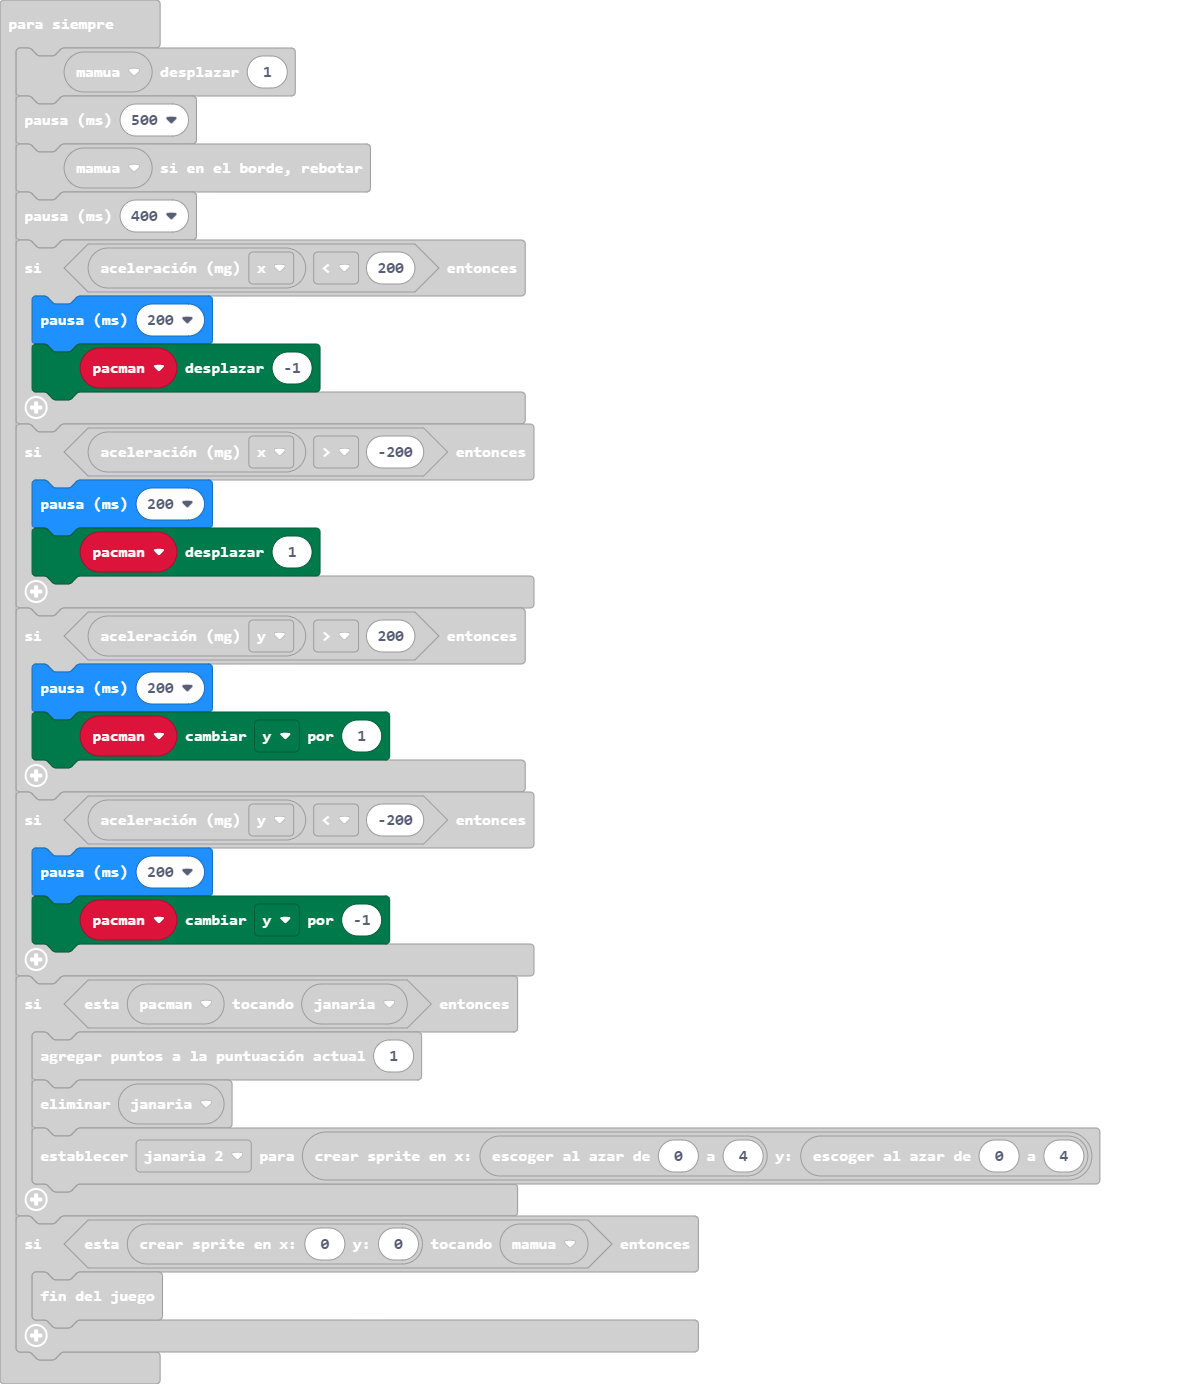 para siempre
mamua desplazar 1
pausa (ms) 500
mamua si en el borde, rebotar
pausa (ms) 400
si aceleración (mg) x < 200 entonces
pausa (ms) 200
pacman desplazar -1
si aceleración (mg) x > -200 entonces
pausa (ms) 200
pacman desplazar 1
si aceleración (mg) y > 200 entonces
pausa (ms) 200
pacman cambiar y por 1
si aceleración (mg) y < -200 entonces
pausa (ms) 200
pacman cambiar y por -1
si esta pacman tocando janaria entonces
agregar puntos a la puntuación actual 1
eliminar janaria
establecer janaria 2 para crear sprite en x: escoger al azar de 0 a 4 y: escoger al azar de 0 a 4
si esta crear sprite en x: 0 y: 0 tocando mamua entonces
fin del juego